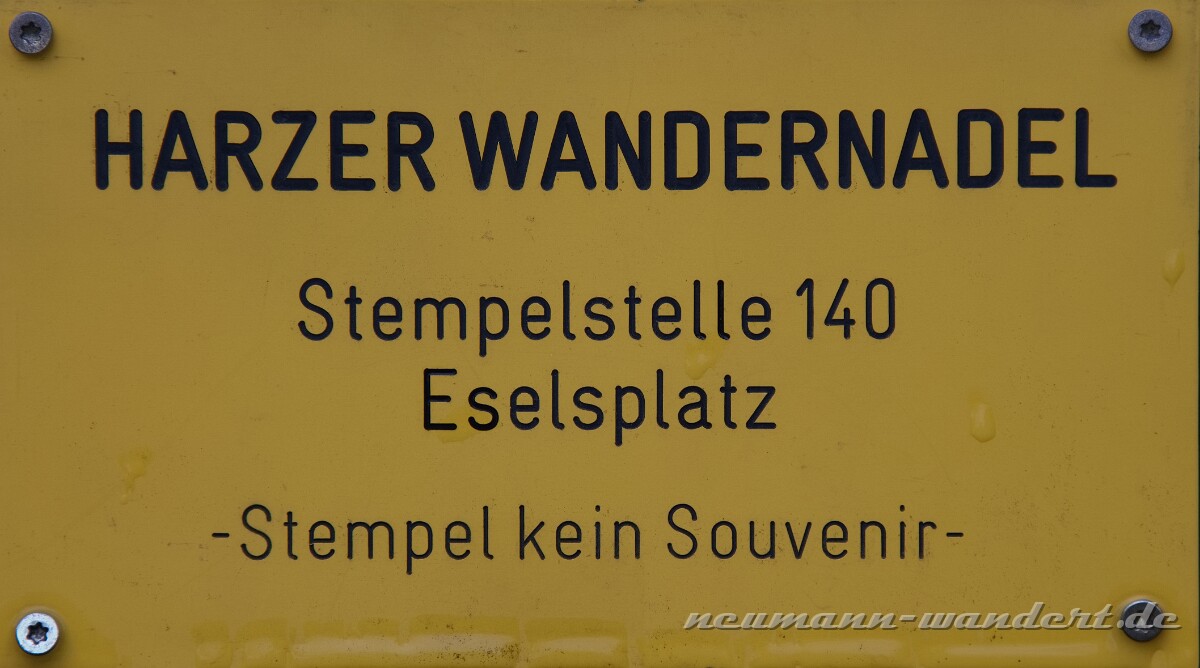 HARZER WANDERNADEL
Stempelstelle 140
Eselsplatz
-Stempel kein Souvenir-
neumann-wandert.de